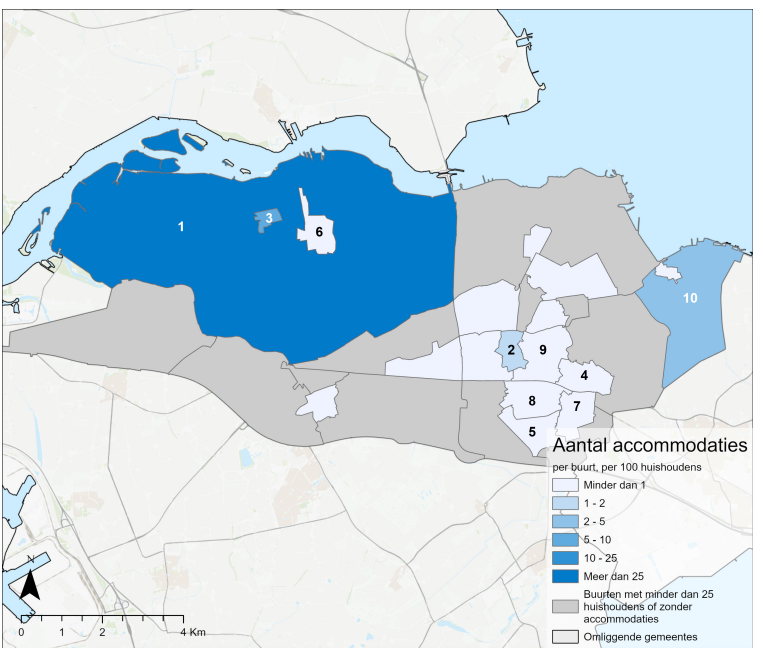 1
3
6
10
2
9
4
8
7
5
Aantal accommodaties
per buurt, per 100 huishoudens
Minder dan 1
1 - 2
2 - 5
5 - 10
10 - 25
Meer dan 25
Buurten met minder dan 25
huishoudens of zonder
accommodaties
Omliggende gemeentes
N
0 1 2 4 Km